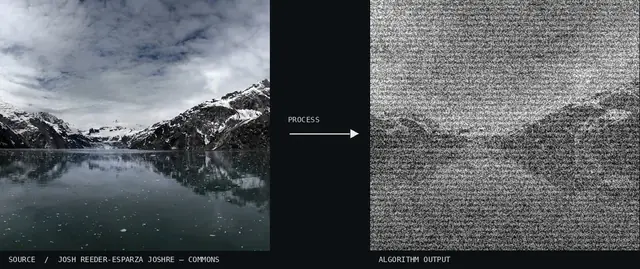 PROCESS
SOURCE / JOSH REEDER-ESPARZA JOSHRE — COMMONS
ALGORITHM OUTPUT